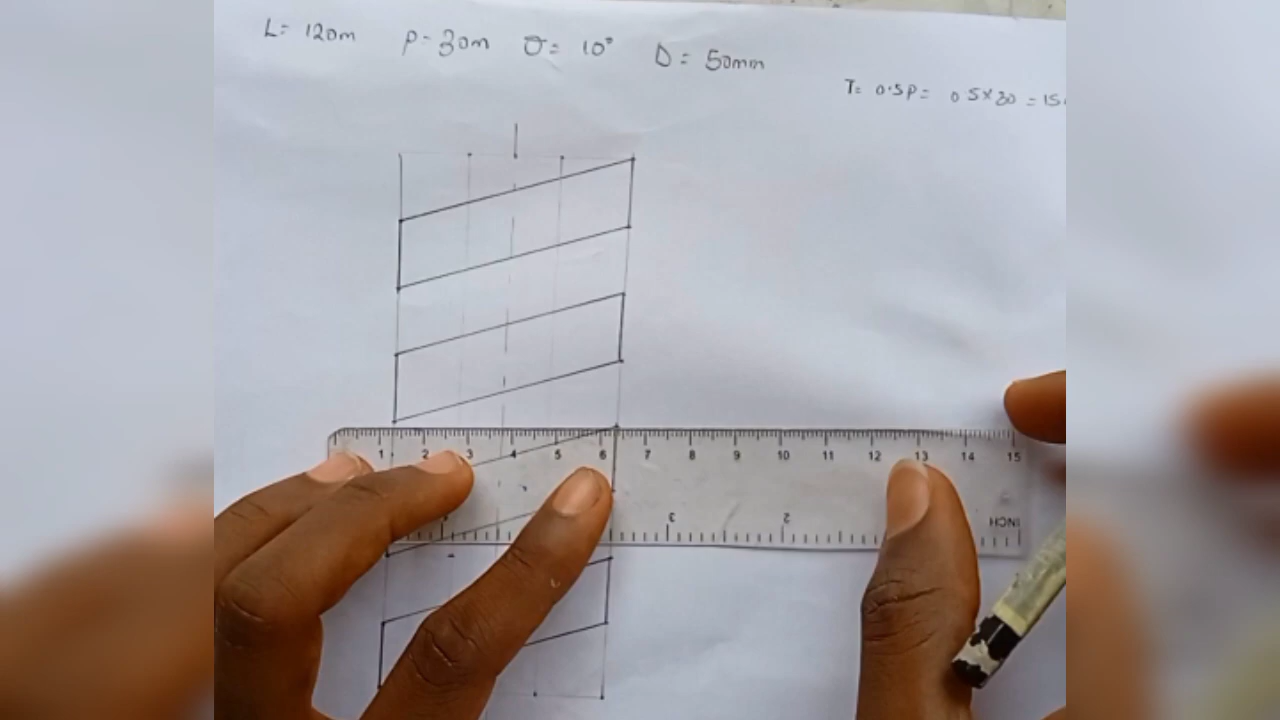 L= 120m P= 30m Ơ= 10° D = 50mm
T= 0.5P= 0.5×30 = 15
1 2 3 4 5 6 7 8 9 10 11 12 13 14 15
3 2 INCH